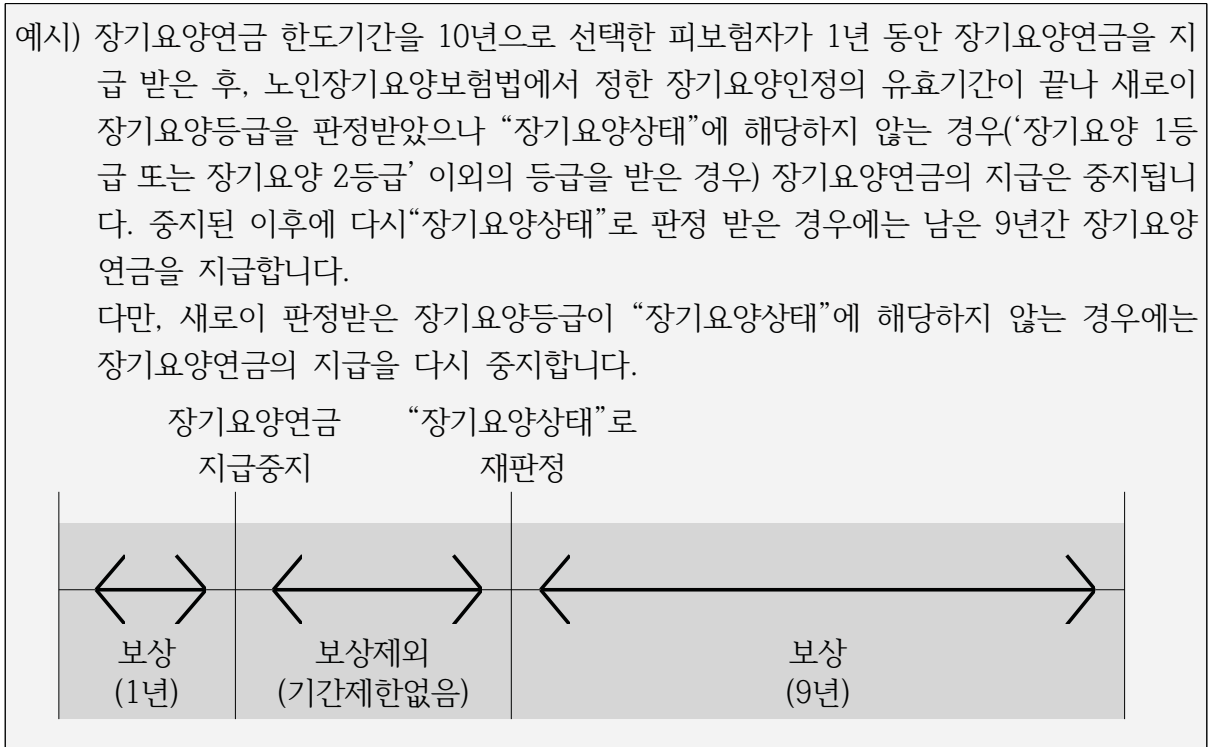 예시) 장기요양연금 한도기간을 10년으로 선택한 피보험자가 1년 동안 장기요양연금을 지
급 받은 후, 노인장기요양보험법에서 정한 장기요양인정의 유효기간이 끝나 새로이
장기요양등급을 판정받았으나 “장기요양상태”에 해당하지 않는 경우(‘장기요양 1등
급 또는 장기요양 2등급’ 이외의 등급을 받은 경우) 장기요양연금의 지급은 중지됩니
다. 중지된 이후에 다시“장기요양상태”로 판정 받은 경우에는 남은 9년간 장기요양
연금을 지급합니다.
다만, 새로이 판정받은 장기요양등급이 “장기요양상태”에 해당하지 않는 경우에는
장기요양연금의 지급을 다시 중지합니다.
장기요양연금 “장기요양상태”로
지급중지 재판정
보상 보상제외 보상
(1년) (기간제한없음) (9년)